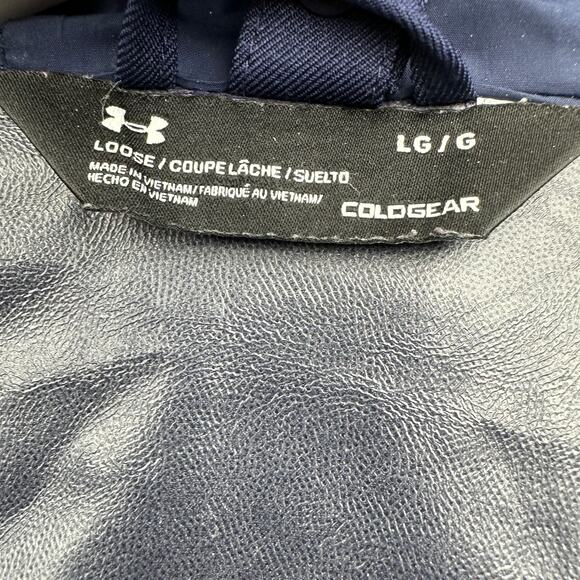 LG / G
LOOSE / COUPE LÂCHE / SUELTO
MADE IN VIETNAM/FABRIQUÉ AU VIETNAM/
HECHO EN VIETNAM
COLDGEAR